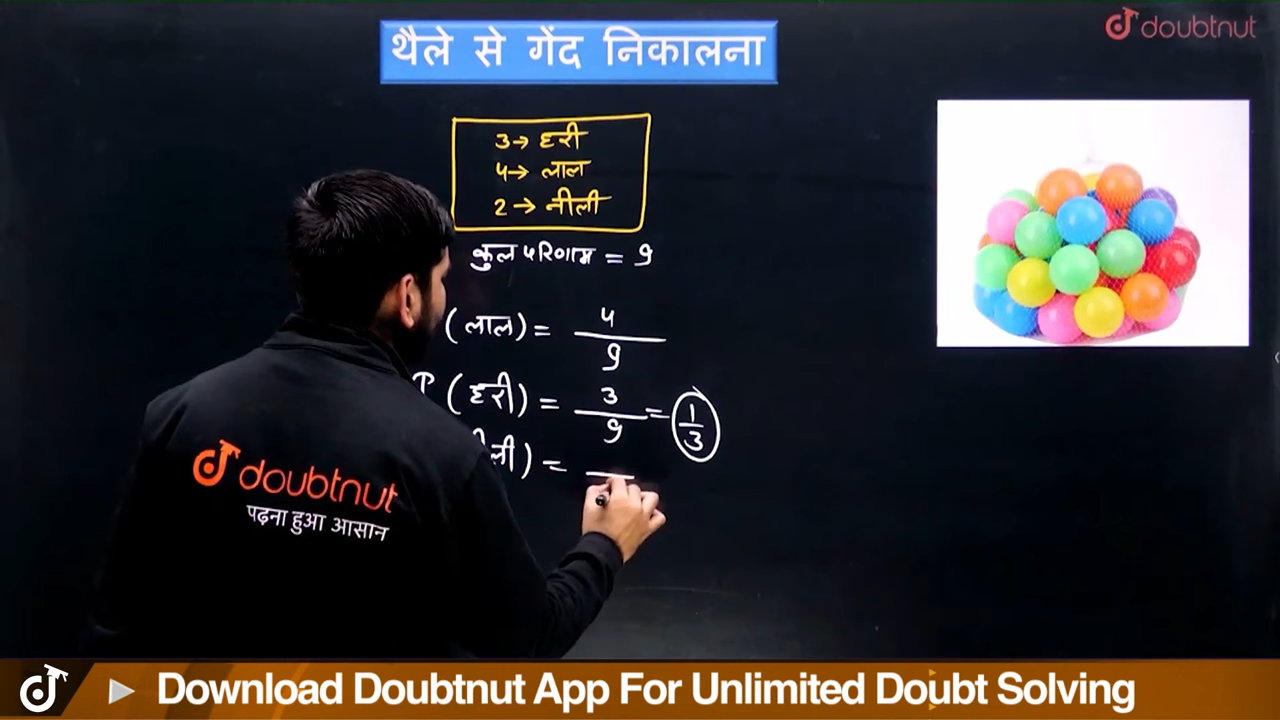 थैले से गेंद निकालना
doubtnut
3→ हरी
4→ लाल
2 → नीली
कुल परिणाम = 9
(लाल) = 4/9
P (हरी) = 3/9 = 1/3
ली) =
doubtnut
पढ़ना हुआ आसान
Download Doubtnut App For Unlimited Doubt Solving